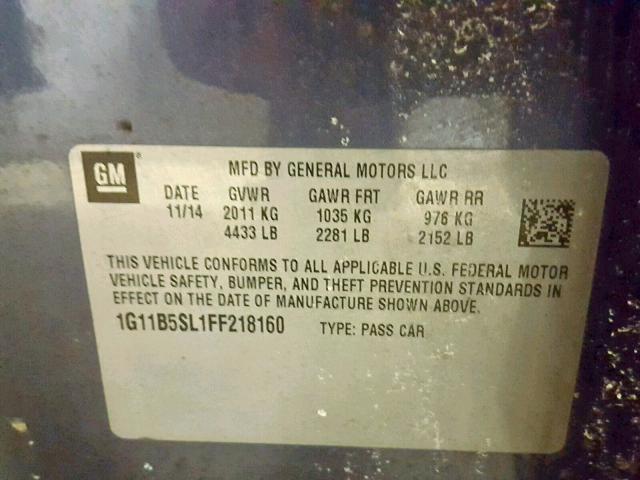 GM
MFD BY GENERAL MOTORS LLC
DATE GVWR GAWR FRT GAWR RR
11/14 2011 KG 1035 KG 976 KG
4433 LB 2281 LB 2152 LB
THIS VEHICLE CONFORMS TO ALL APPLICABLE U.S. FEDERAL MOTOR
VEHICLE SAFETY, BUMPER, AND THEFT PREVENTION STANDARDS IN
EFFECT ON THE DATE OF MANUFACTURE SHOWN ABOVE.
1G11B5SL1FF218160 TYPE: PASS CAR